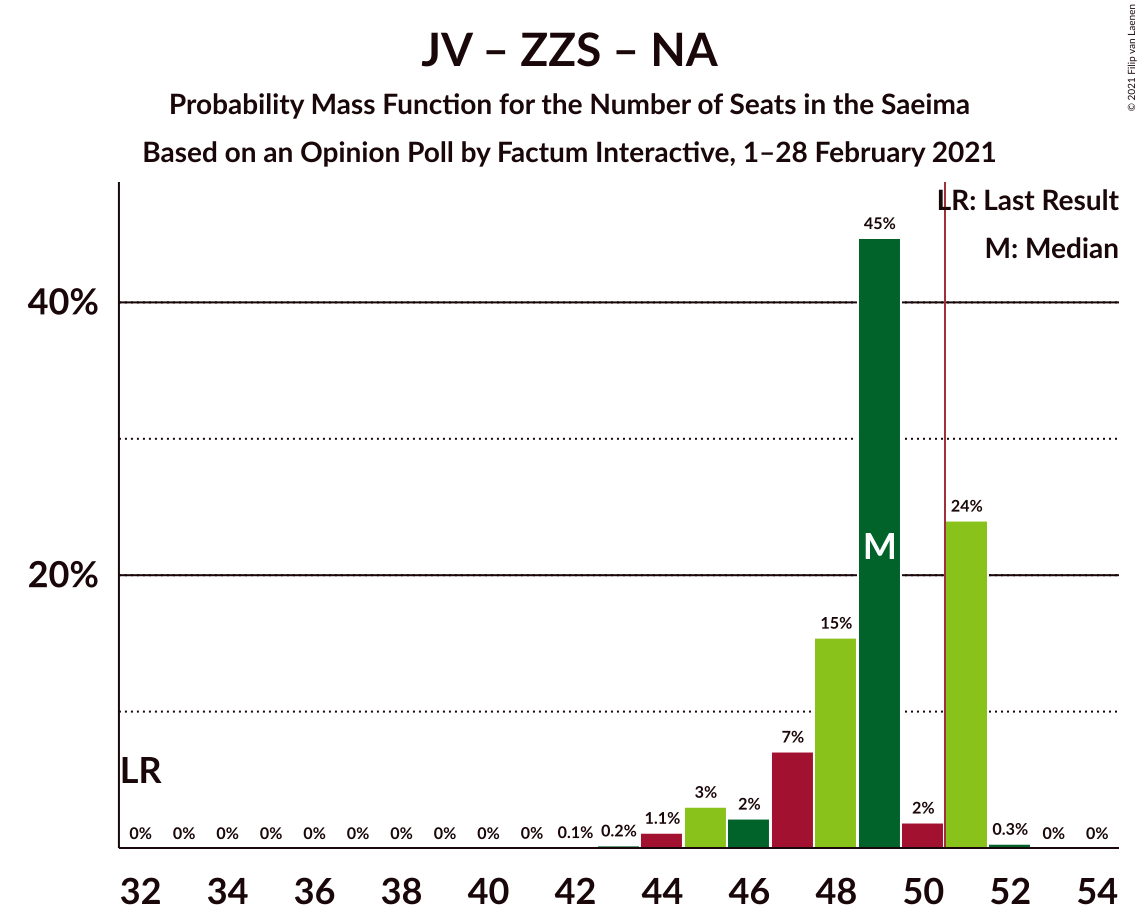 JV – ZZS – NA
Probability Mass Function for the Number of Seats in the Saeima
Based on an Opinion Poll by Factum Interactive, 1–28 February 2021
© 2021 Filip van Laenen
LR: Last Result
M: Median
40%
20%
45%
24%
M
15%
7%
LR
3%
2%
2%
1.1%
0% 0% 0% 0% 0% 0% 0% 0% 0% 0% 0.1% 0.2% 0.3% 0% 0%
32 34 36 38 40 42 44 46 48 50 52 54